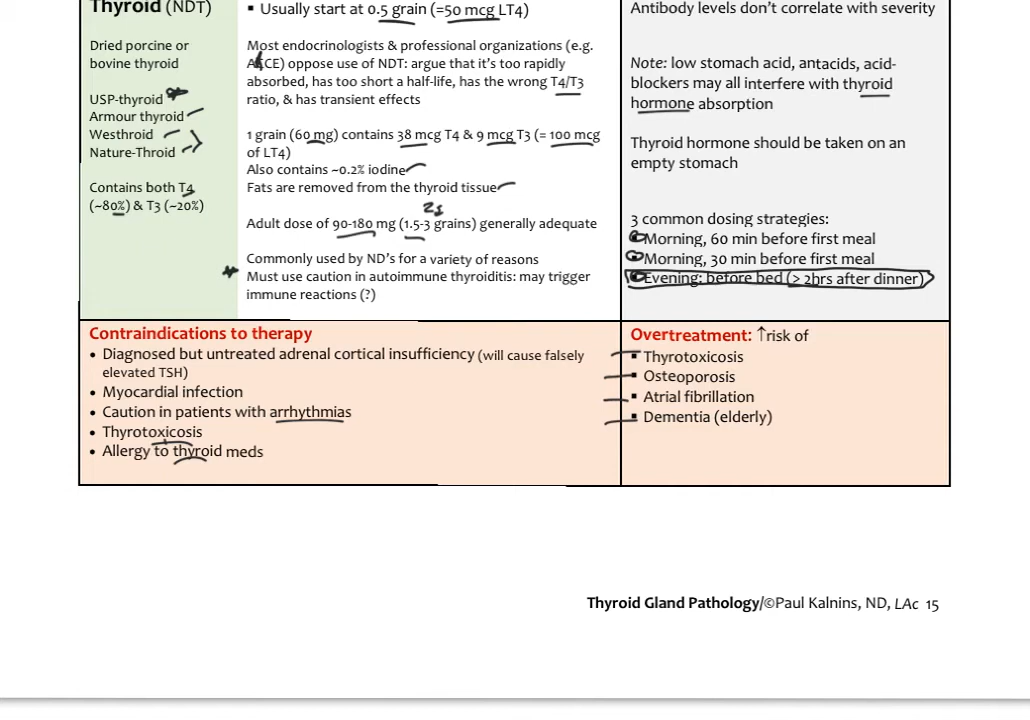 Thyroid (NDT)
Dried porcine or
bovine thyroid
USP-thyroid
Armour thyroid
Westhroid
Nature-Throid
Contains both T4
(~80%) & T3 (~20%)
▪ Usually start at 0.5 grain (=50 mcg LT4)
Most endocrinologists & professional organizations (e.g.
AACE) oppose use of NDT: argue that it's too rapidly
absorbed, has too short a half-life, has the wrong T4/T3
ratio, & has transient effects
1 grain (60 mg) contains 38 mcg T4 & 9 mcg T3 (= 100 mcg
of LT4)
Also contains ~0.2% iodine
Fats are removed from the thyroid tissue
Adult dose of 90-180 mg (1.5-3 grains) generally adequate
Commonly used by ND's for a variety of reasons
Must use caution in autoimmune thyroiditis: may trigger
immune reactions (?)
Antibody levels don't correlate with severity
Note: low stomach acid, antacids, acid-
blockers may all interfere with thyroid
hormone absorption
Thyroid hormone should be taken on an
empty stomach
3 common dosing strategies:
Morning, 60 min before first meal
Morning, 30 min before first meal
Evening: before bed (> 2hrs after dinner)
Contraindications to therapy
• Diagnosed but untreated adrenal cortical insufficiency (will cause falsely
elevated TSH)
• Myocardial infection
• Caution in patients with arrhythmias
• Thyrotoxicosis
• Allergy to thyroid meds
Overtreatment: ↑risk of
▪ Thyrotoxicosis
▪ Osteoporosis
▪ Atrial fibrillation
▪ Dementia (elderly)
Thyroid Gland Pathology/©Paul Kalnins, ND, LAc 15